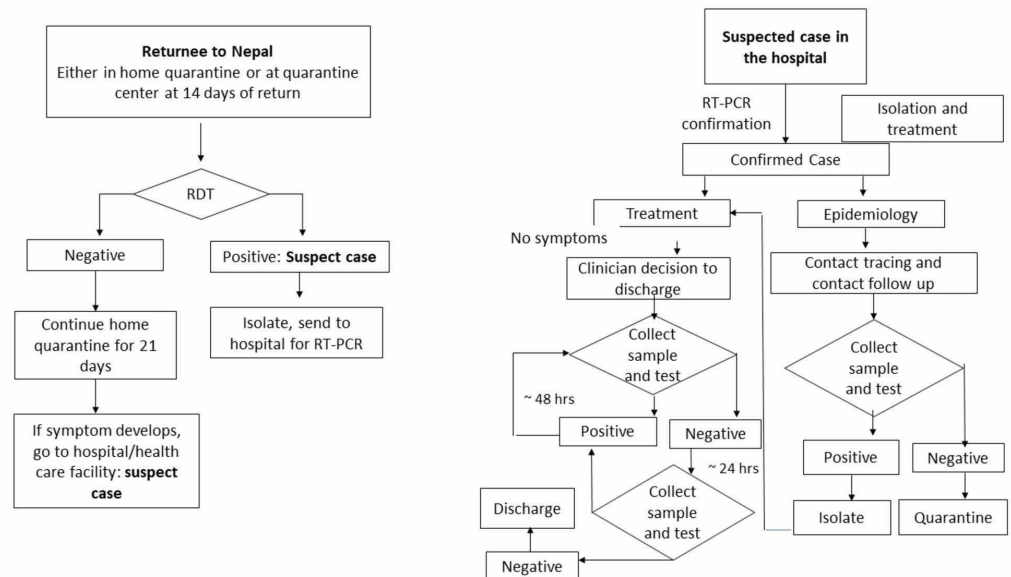 Returnee to Nepal
Either in home quarantine or at quarantine
center at 14 days of return
RDT
Negative
Positive: Suspect case
Continue home
quarantine for 21
days
Isolate, send to
hospital for RT-PCR
If symptom develops,
go to hospital/health
care facility: suspect
case
Suspected case in
the hospital
RT-PCR
confirmation
Isolation and
treatment
Confirmed Case
Treatment
Epidemiology
No symptoms
Clinician decision to
discharge
Contact tracing and
contact follow up
Collect
sample
and test
Collect
sample
and test
~ 48 hrs
Positive
Negative
~ 24 hrs
Positive
Negative
Collect
sample
and test
Discharge
Negative
Isolate
Quarantine